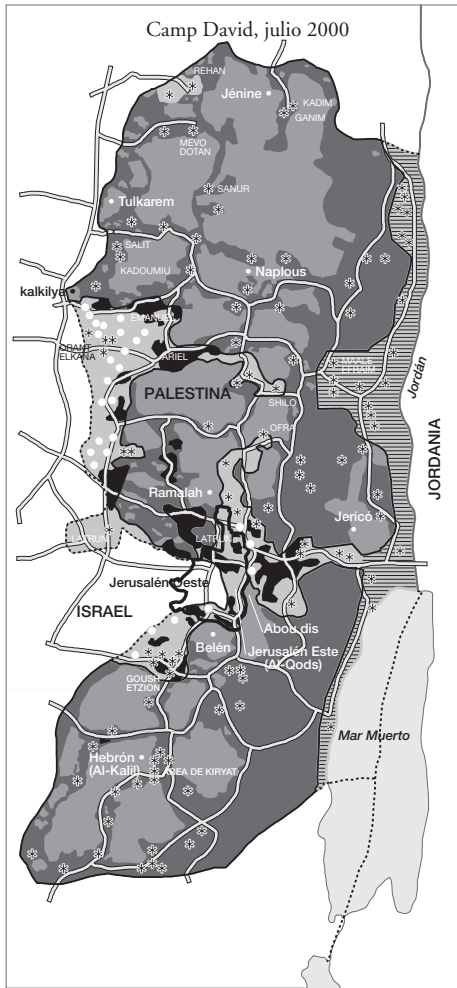 Camp David, julio 2000
REHAN
Jénine
KADIM
GANIM
MEVO
DOTAN
SANUR
Tulkarem
SALIT
KADOUMIU
Naplous
kalkilya
EMANUEL
ORANT
ELKANA
ARIEL
MAALE
EFRAIM
Jordán
PALESTINA
SHILO
OFRA
JORDANIA
Ramalah
Jericó
LATRUN
LATRUN
Jerusalén Oeste
ISRAEL
Abou dis
Belén
Jerusalén Este
(Al-Qods)
GOUSH
ETZION
Mar Muerto
Hebrón
(Al-Kalil)
AREA DE KIRYAT